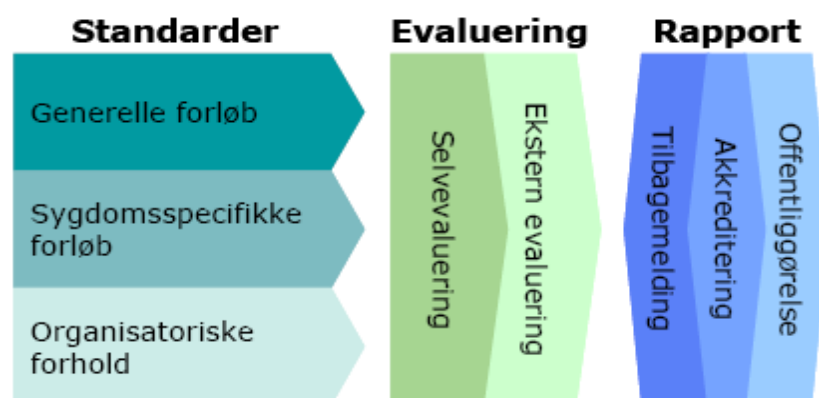 Standarder
Generelle forløb
Sygdomsspecifikke
forløb
Organisatoriske
forhold
Evaluering
Selvevaluering
Ekstern evaluering
Rapport
Tilbagemelding
Akkreditering
Offentliggørelse